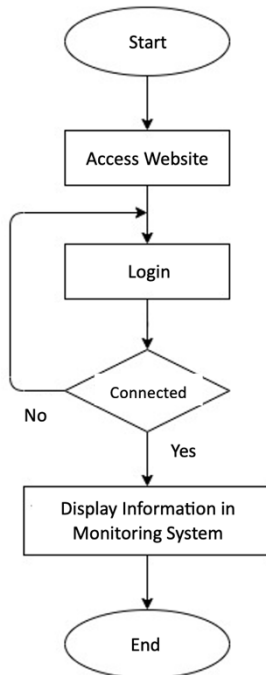 Start
Access Website
Login
Connected
No
Yes
Display Information in
Monitoring System
End